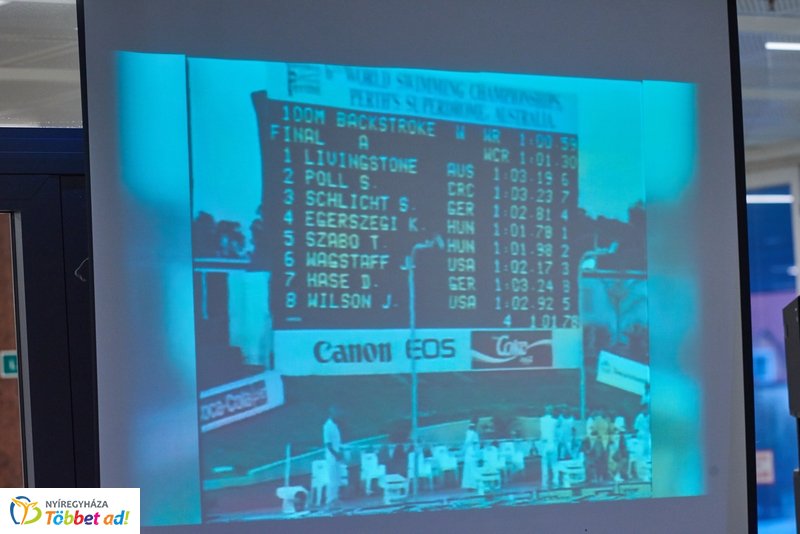 WORLD SWIMMING CHAMPIONSHIPS
PERTH'S SUPERDROME, AUSTRALIA
100M BACKSTROKE W WR 1:00.59
FINAL A WCR 1:01.30
1 LIVINGSTONE AUS 1:03.19 6
2 POLL S. CRC 1:03.23 7
3 SCHLICHT S. GER 1:02.81 4
4 EGERSZEGI K. HUN 1:01.78 1
5 SZABO T. HUN 1:01.98 2
6 WAGSTAFF USA 1:02.17 3
7 HASE D. GER 1:03.24 8
8 WILSON J. USA 1:02.92 5
4 1:01.78
Canon EOS
Coke
Coca-Cola
NYÍREGYHÁZA
Többet ad!